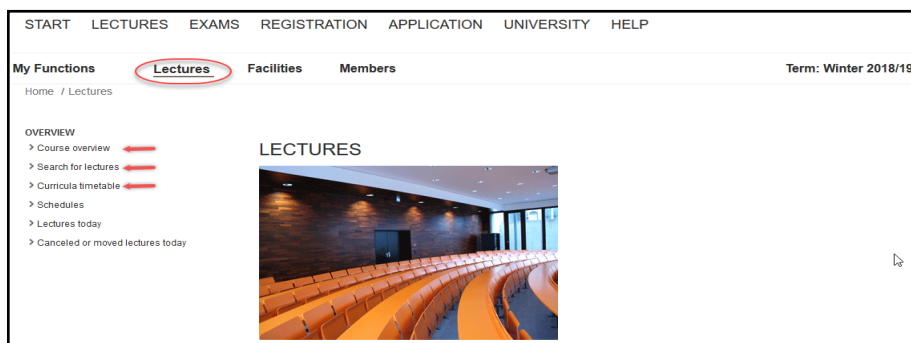 START LECTURES EXAMS REGISTRATION APPLICATION UNIVERSITY HELP
My Functions Lectures Facilities Members Term: Winter 2018/19
Home / Lectures
OVERVIEW
> Course overview
> Search for lectures
> Curricula timetable
> Schedules
> Lectures today
> Canceled or moved lectures today
LECTURES